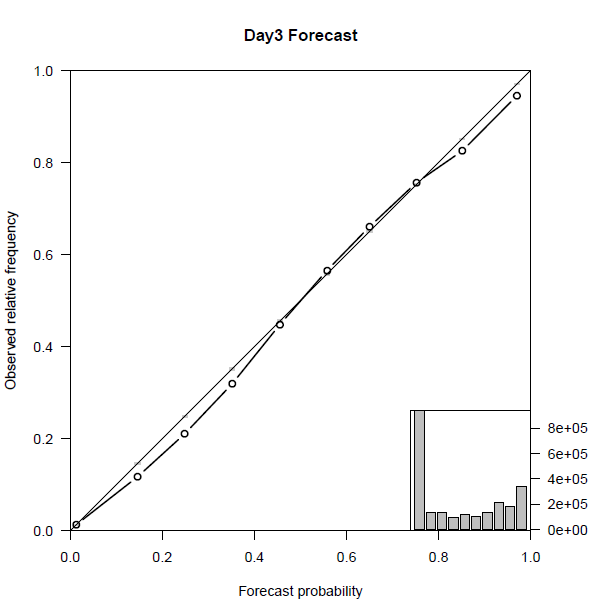 Day3 Forecast
Observed relative frequency
1.0
0.8
0.6
0.4
0.2
0.0
8e+05
6e+05
4e+05
2e+05
0e+00
0.0 0.2 0.4 0.6 0.8 1.0
Forecast probability